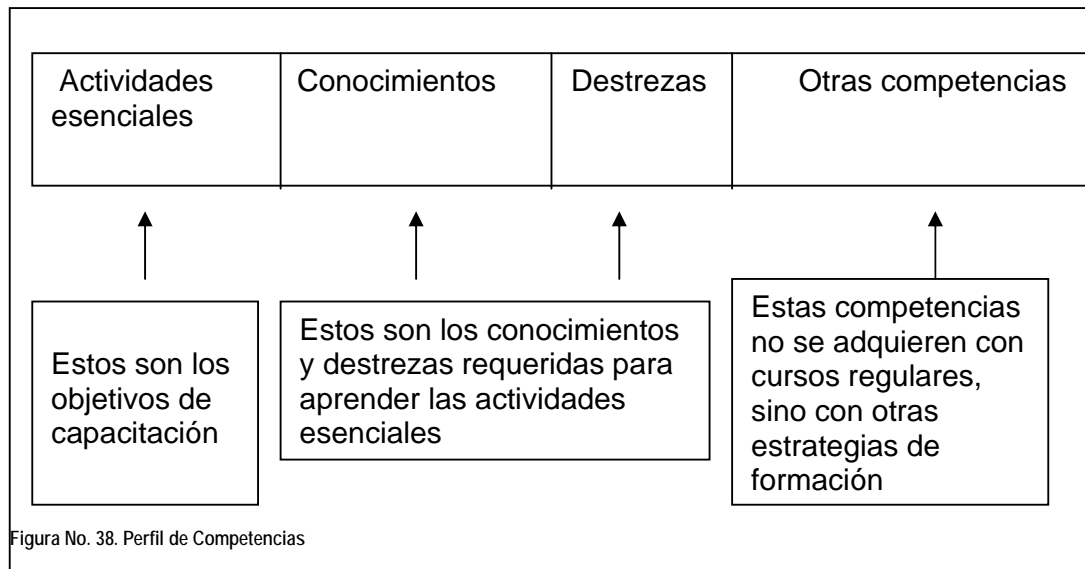 Actividades
esenciales
Conocimientos
Destrezas
Otras competencias
Estos son los
objetivos de
capacitación
Estos son los conocimientos
y destrezas requeridas para
aprender las actividades
esenciales
Estas competencias
no se adquieren con
cursos regulares,
sino con otras
estrategias de
formación
Figura No. 38. Perfil de Competencias